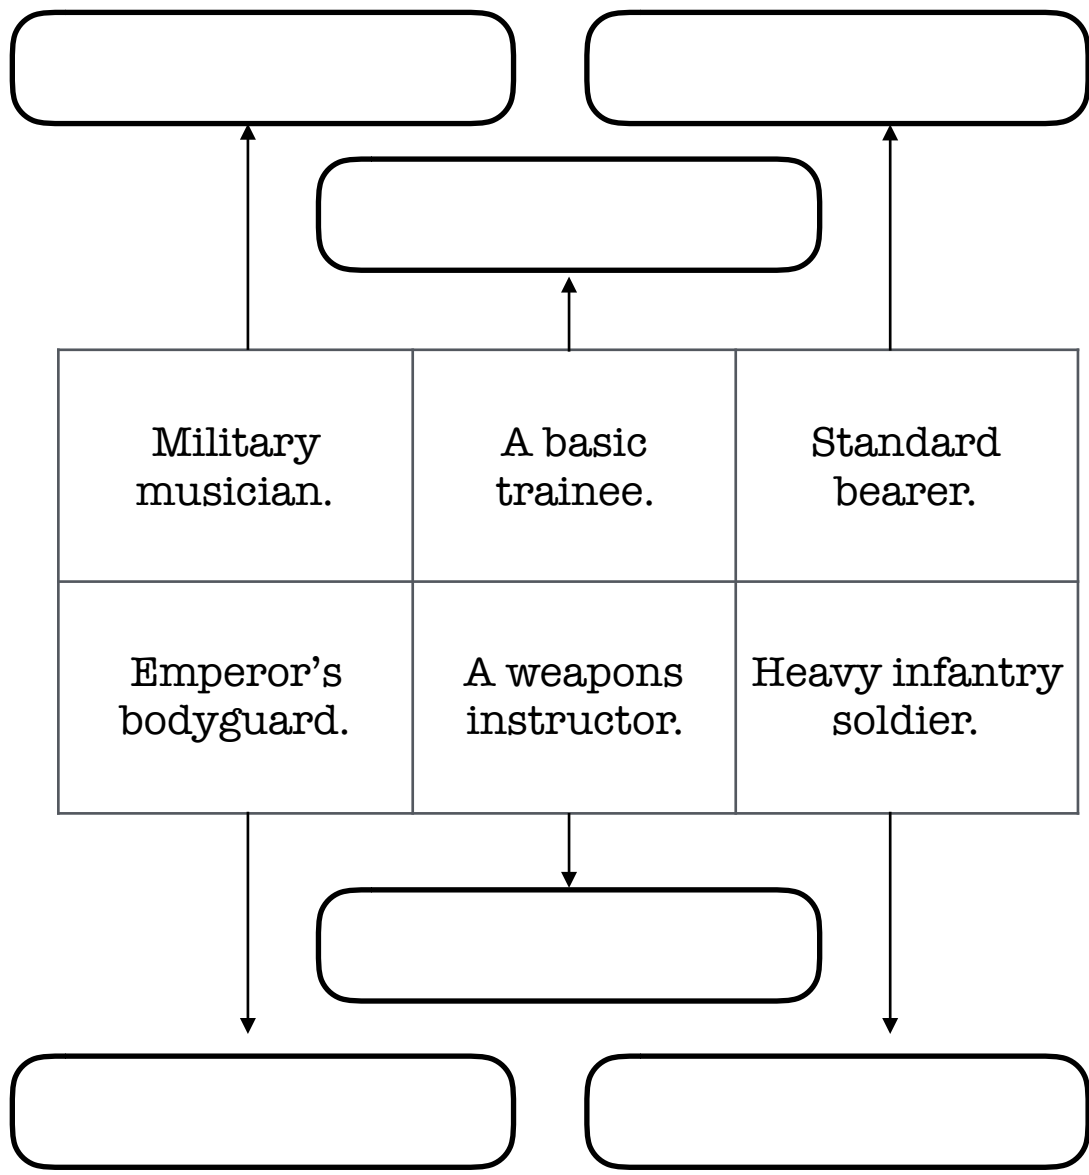 Military
musician.
A basic
trainee.
Standard
bearer.
Emperor’s
bodyguard.
A weapons
instructor.
Heavy infantry
soldier.